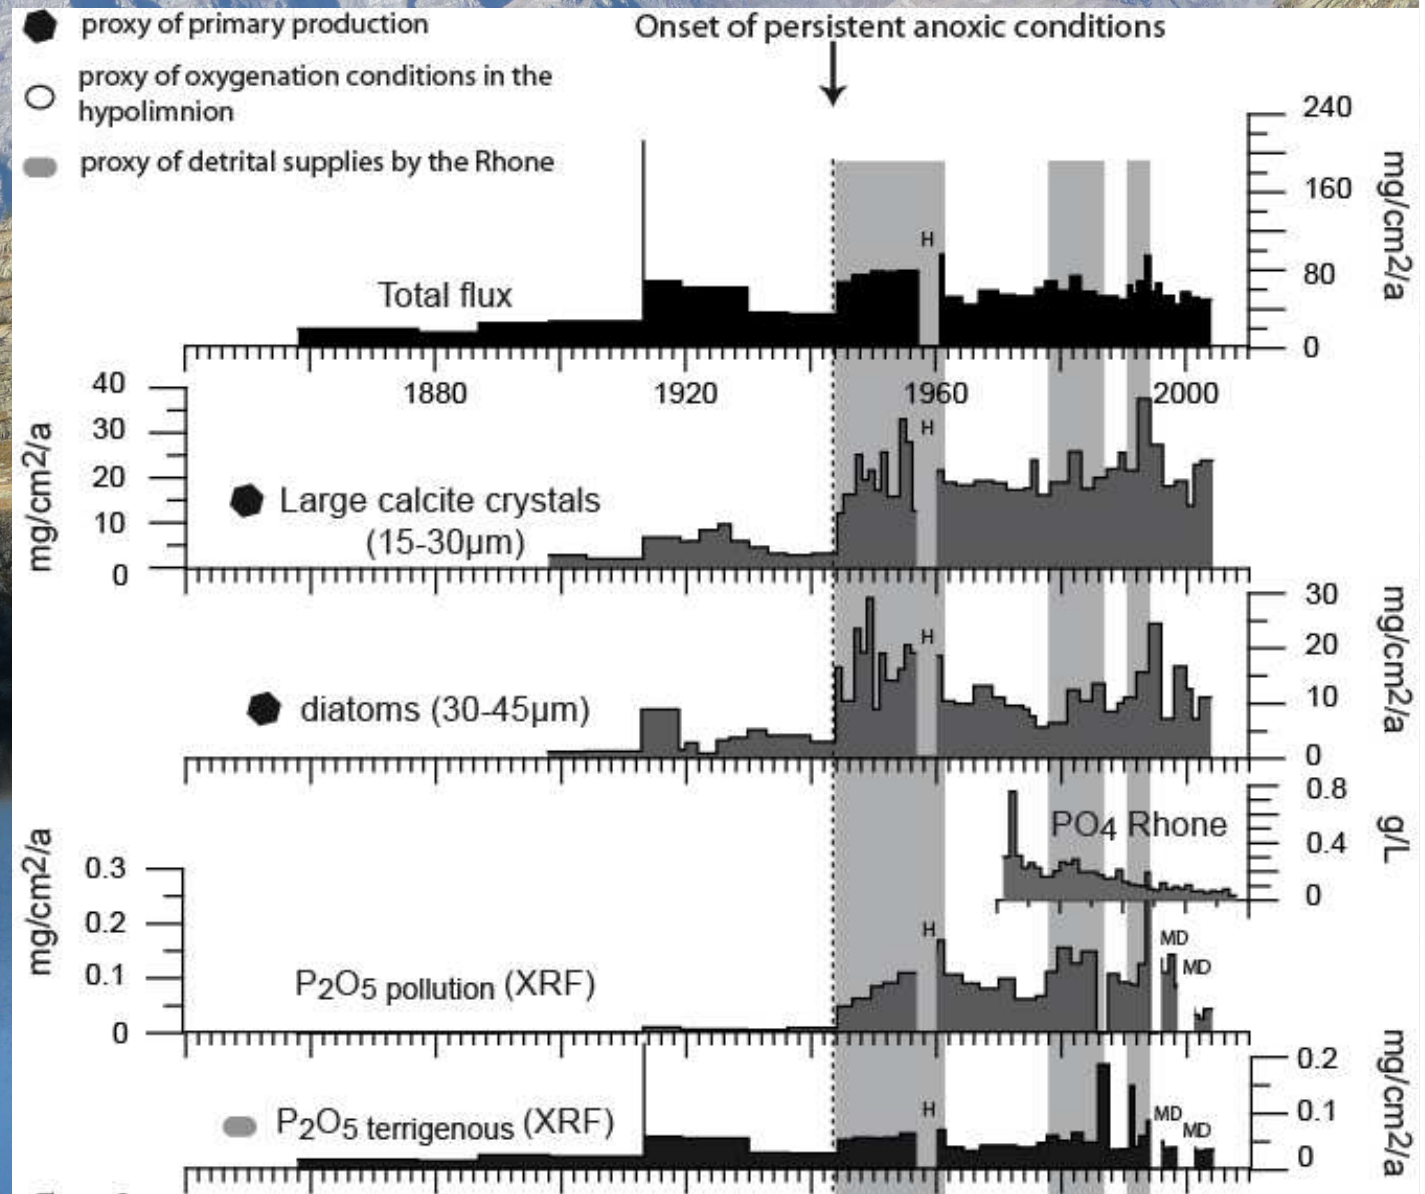 proxy of primary production
Onset of persistent anoxic conditions
proxy of oxygenation conditions in the
hypolimnion
proxy of detrital supplies by the Rhone
240
160
80
0
mg/cm2/a
H
Total flux
1880
1920
1960
2000
40
30
20
10
0
mg/cm2/a
H
Large calcite crystals
(15-30µm)
30
20
10
0
mg/cm2/a
H
diatoms (30-45µm)
0.8
0.4
0
g/L
PO4 Rhone
0.3
0.2
0.1
0
mg/cm2/a
H
MD
MD
P2O5 pollution (XRF)
0.2
0.1
0
mg/cm2/a
H
MD
MD
P2O5 terrigenous (XRF)